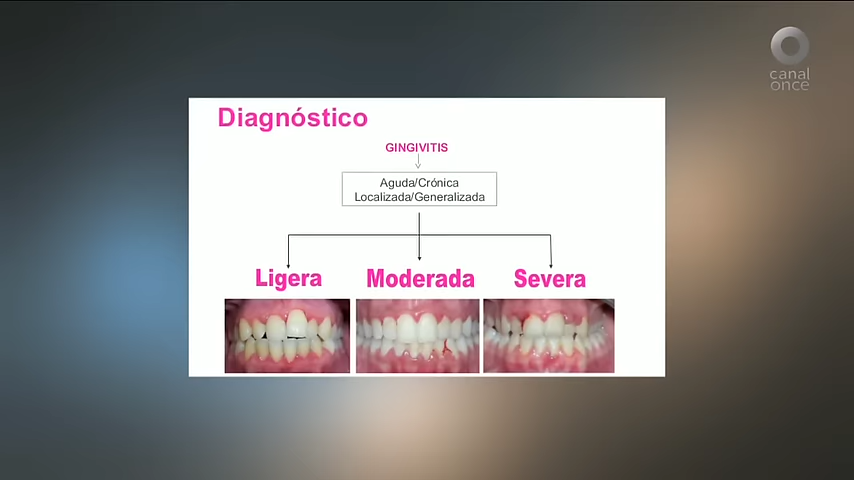 canal
once
Diagnóstico
GINGIVITIS
Aguda/Crónica
Localizada/Generalizada
Ligera
Moderada
Severa